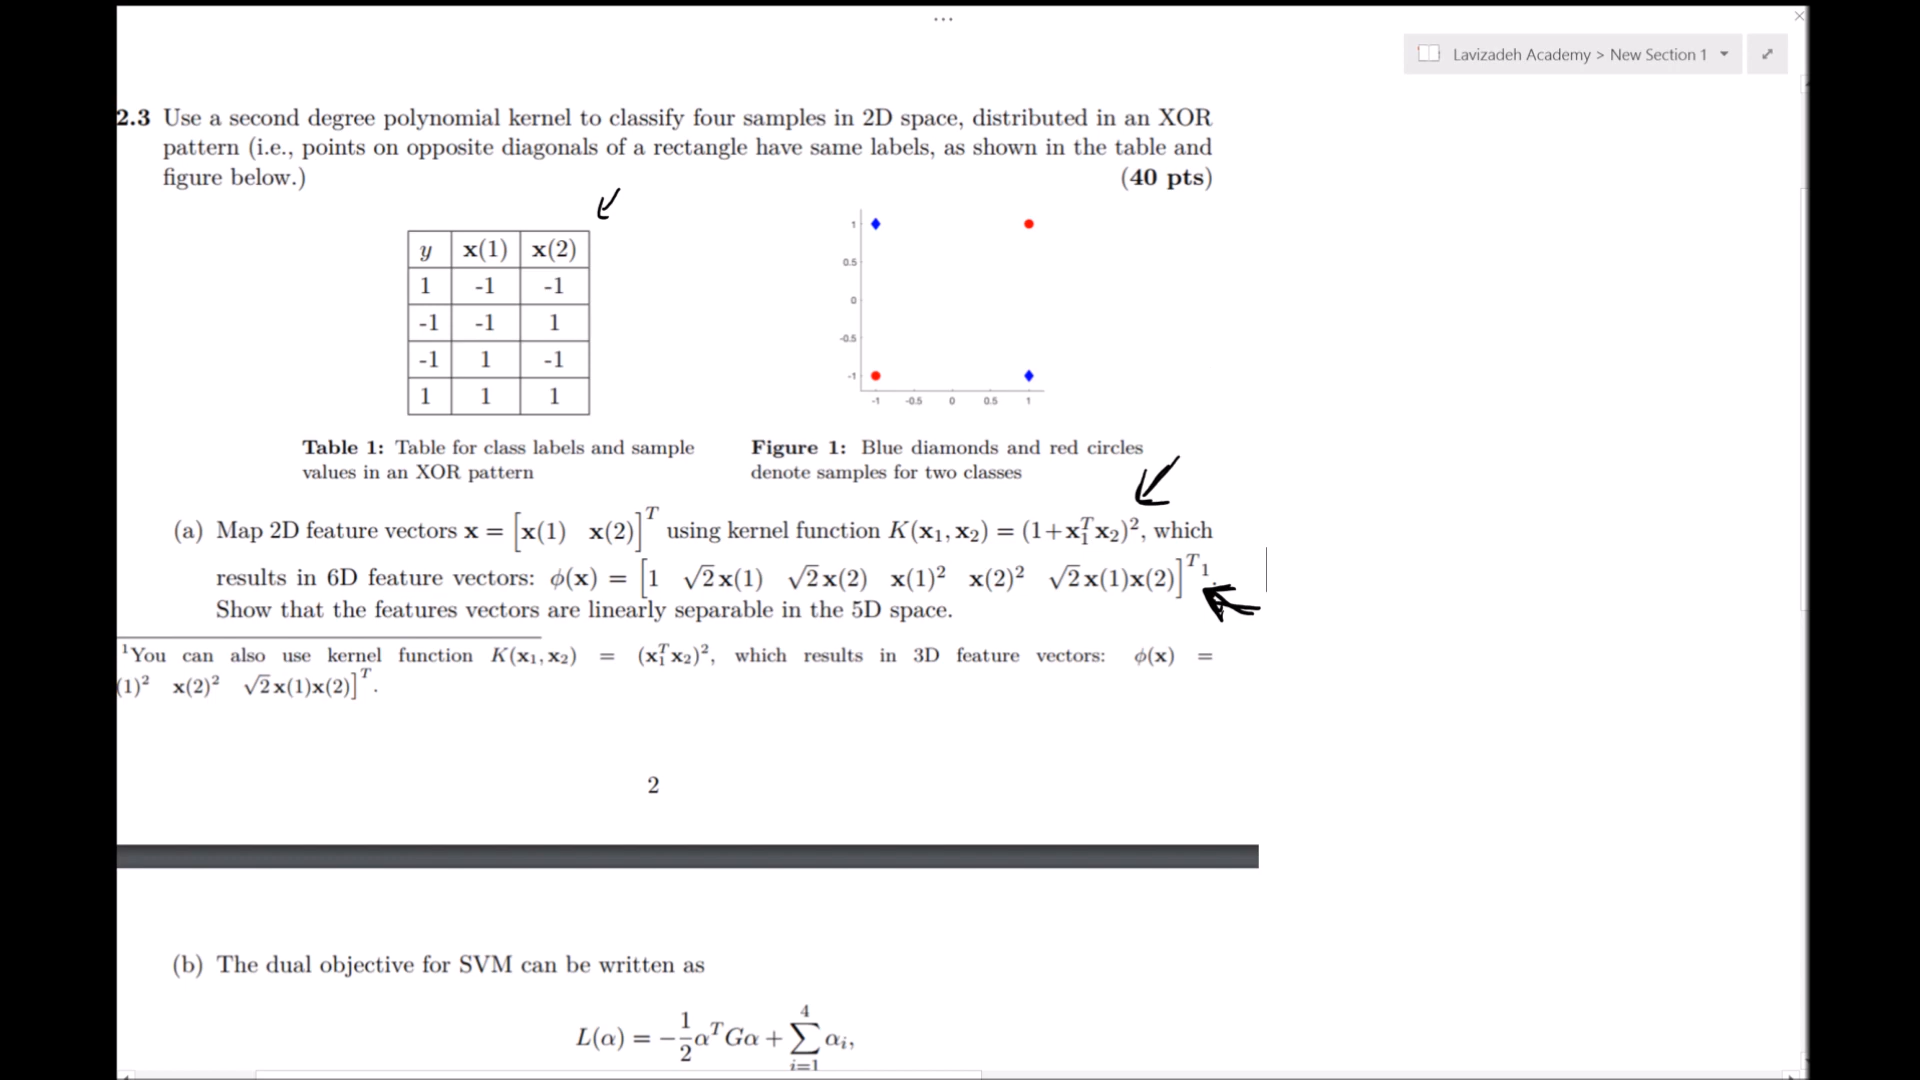 ...
Lavizadeh Academy > New Section 1
2.3 Use a second degree polynomial kernel to classify four samples in 2D space, distributed in an XOR
pattern (i.e., points on opposite diagonals of a rectangle have same labels, as shown in the table and
figure below.) (40 pts)
y x(1) x(2)
1 -1 -1
-1 -1 1
-1 1 -1
1 1 1
1
0.5
0
-0.5
-1
-1 -0.5 0 0.5 1
Table 1: Table for class labels and sample
values in an XOR pattern
Figure 1: Blue diamonds and red circles
denote samples for two classes
(a) Map 2D feature vectors x = [x(1) x(2)]^T using kernel function K(x₁, x₂) = (1+x₁ᵀx₂)², which
results in 6D feature vectors: ϕ(x) = [1 √2x(1) √2x(2) x(1)² x(2)² √2x(1)x(2)]^T 1.
Show that the features vectors are linearly separable in the 5D space.
¹You can also use kernel function K(x₁, x₂) = (x₁ᵀx₂)², which results in 3D feature vectors: ϕ(x) =
(1)² x(2)² √2x(1)x(2)]^T.
2
(b) The dual objective for SVM can be written as
L(α) = −1/2 αᵀGα + ∑_{i=1}^{4} αᵢ,